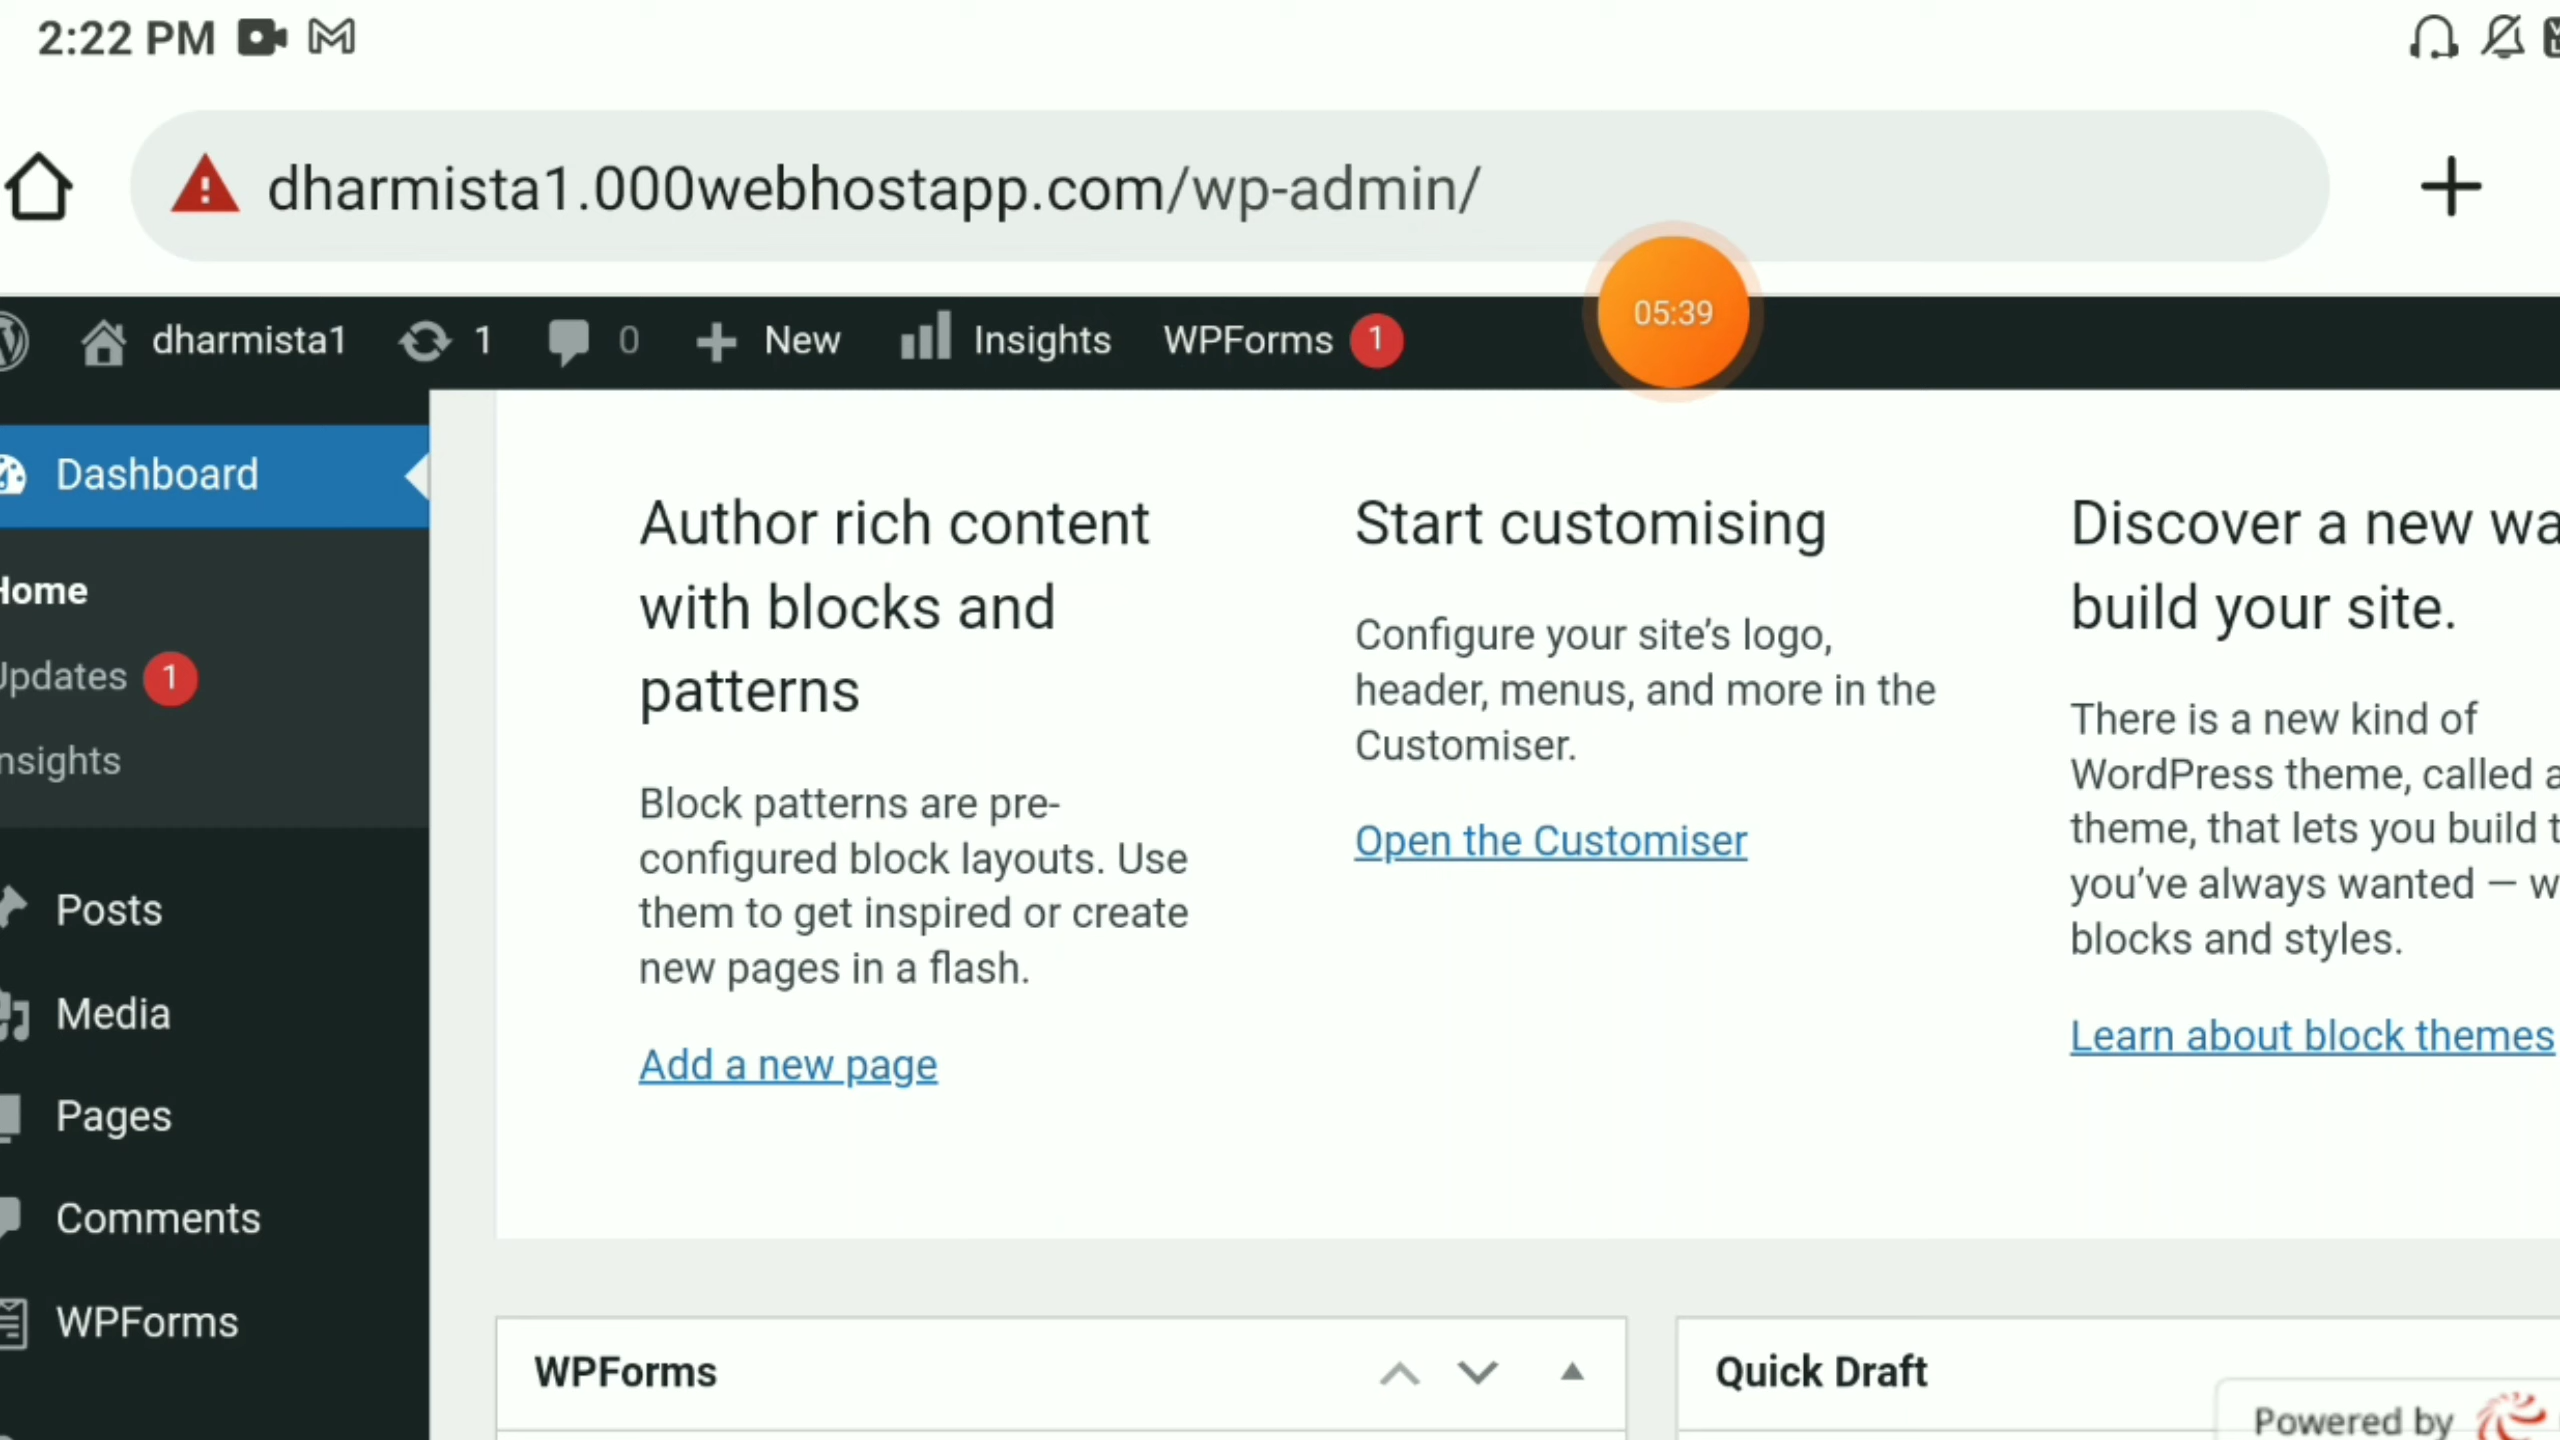 2:22 PM
dharmista1.000webhostapp.com/wp-admin/
dharmista1 1 0 New Insights WPForms 1
05:39
Dashboard
Home
Updates 1
Insights
Posts
Media
Pages
Comments
WPForms
Author rich content
with blocks and
patterns
Block patterns are pre-
configured block layouts. Use
them to get inspired or create
new pages in a flash.
Add a new page
Start customising
Configure your site’s logo,
header, menus, and more in the
Customiser.
Open the Customiser
Discover a new wa
build your site.
There is a new kind of
WordPress theme, called a
theme, that lets you build t
you’ve always wanted — w
blocks and styles.
Learn about block themes
WPForms
Quick Draft
Powered by